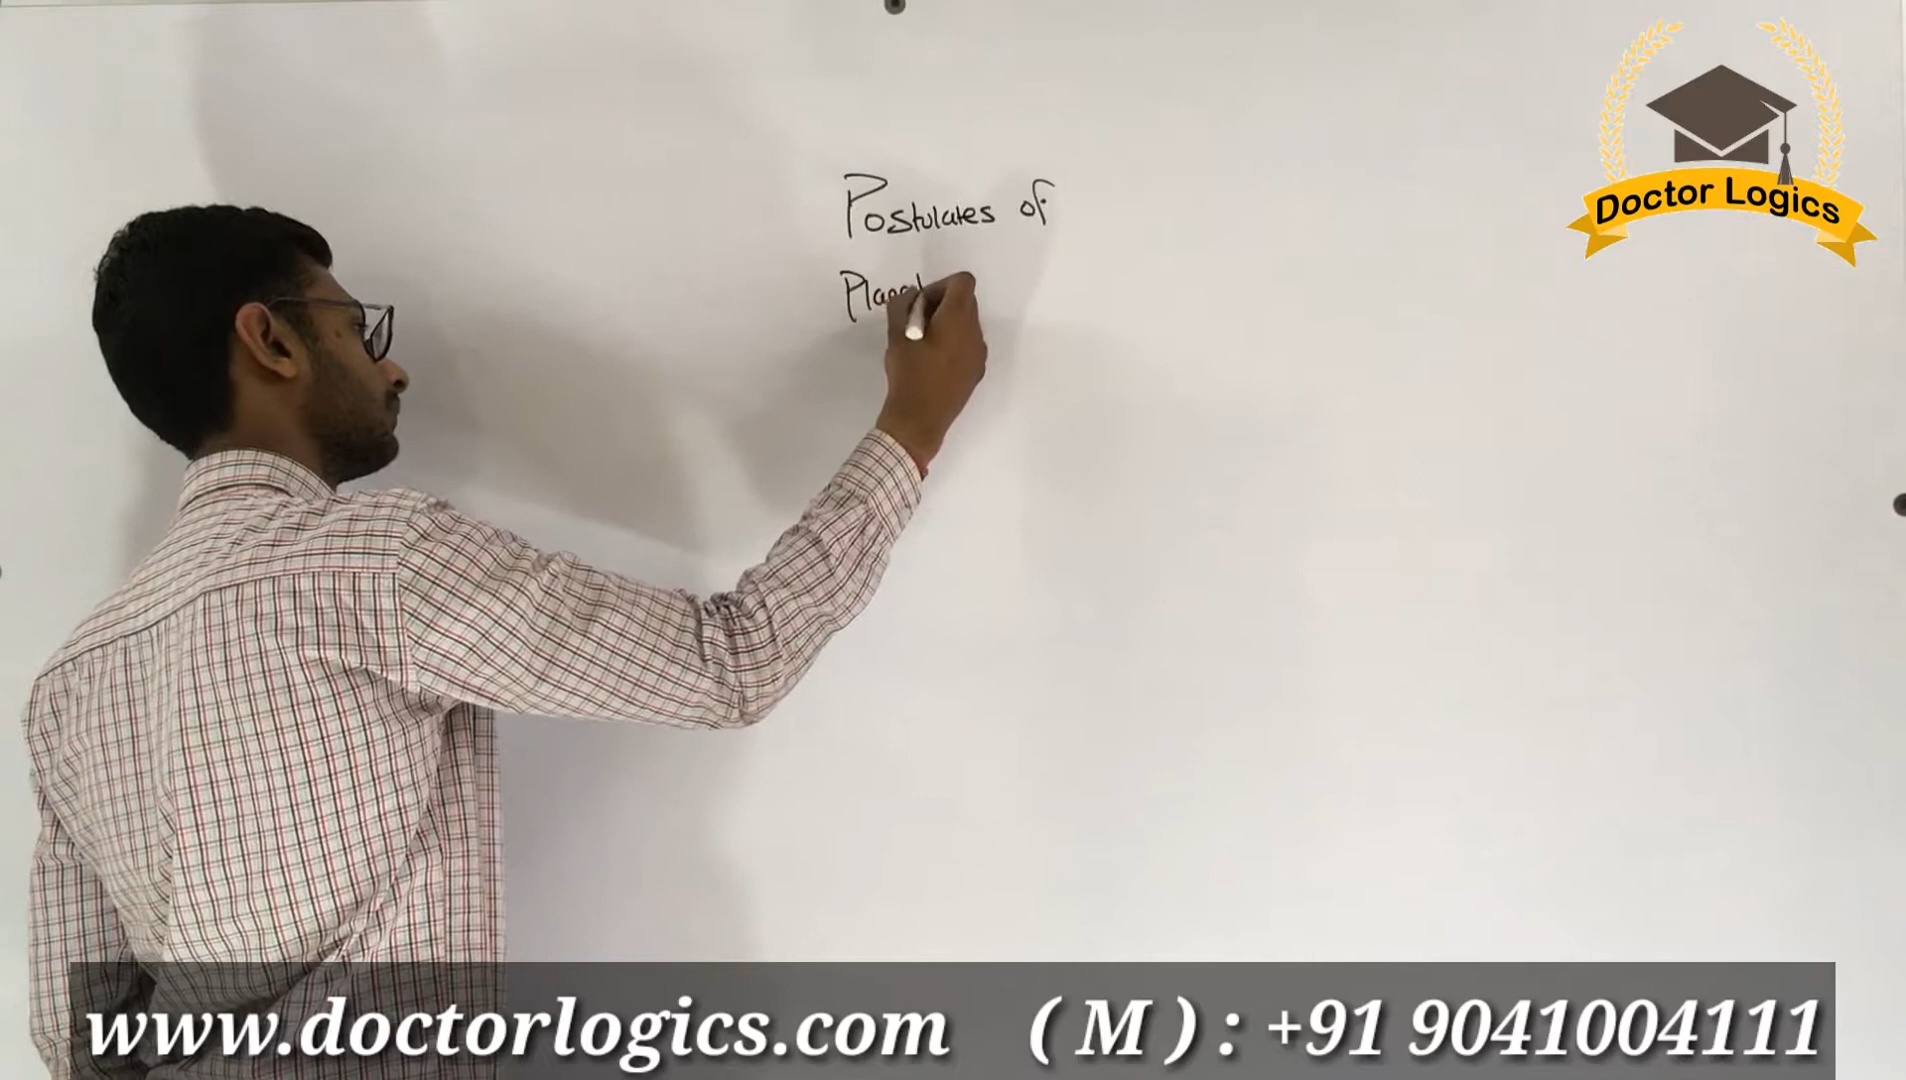 Postulates of
Doctor Logics
www.doctorlogics.com ( M ) : +91 9041004111